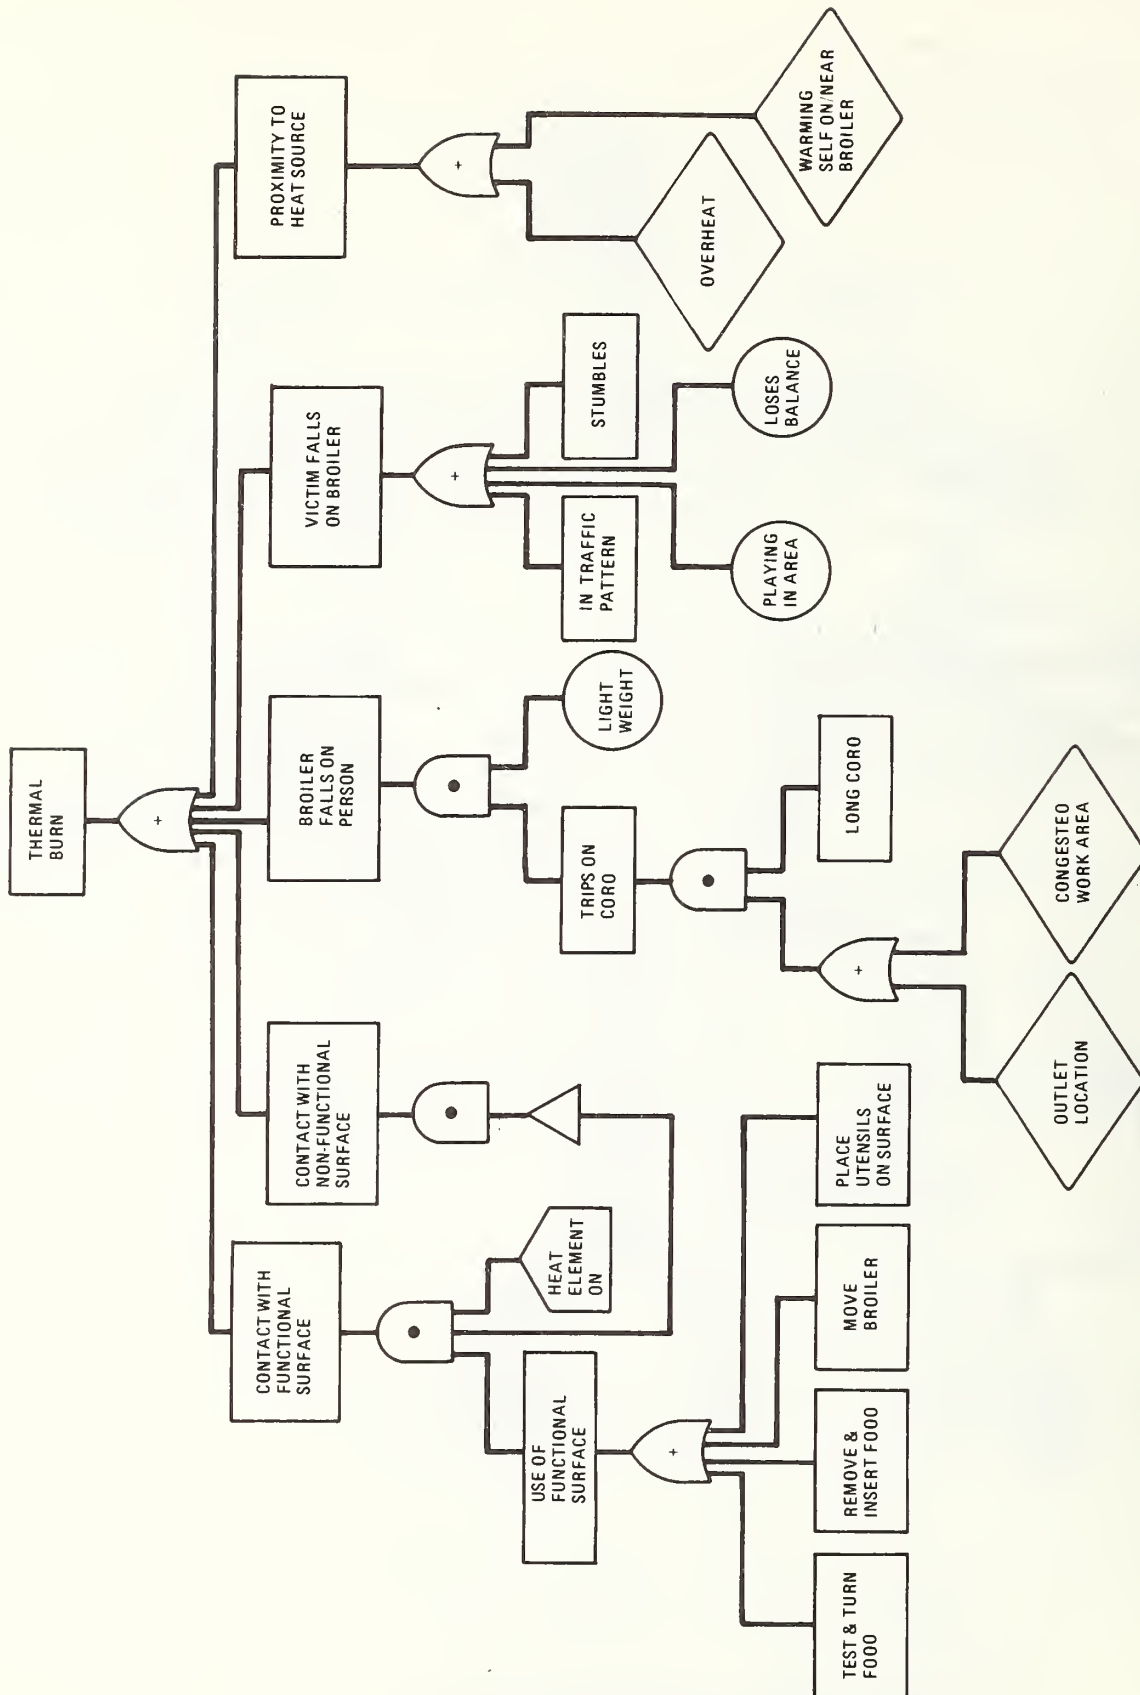 THERMAL
BURN
CONTACT WITH
FUNCTIONAL
SURFACE
CONTACT WITH
NON-FUNCTIONAL
SURFACE
BROILER
FALLS ON
PERSON
VICTIM FALLS
ON BROILER
PROXIMITY TO
HEAT SOURCE
+
+
+
+
+
USE OF
FUNCTIONAL
SURFACE
HEAT
ELEMENT
ON
TRIPS ON
CORO
LIGHT
WEIGHT
IN TRAFFIC
PATTERN
STUMBLES
OVERHEAT
WARMING
SELF ON/NEAR
BROILER
PLAYING
IN AREA
LOSES
BALANCE
TEST & TURN
FOOO
REMOVE &
INSERT FOOO
MOVE
BROILER
PLACE
UTENSILS
ON SURFACE
LONG CORO
OUTLET
LOCATION
CONGESTEO
WORK AREA